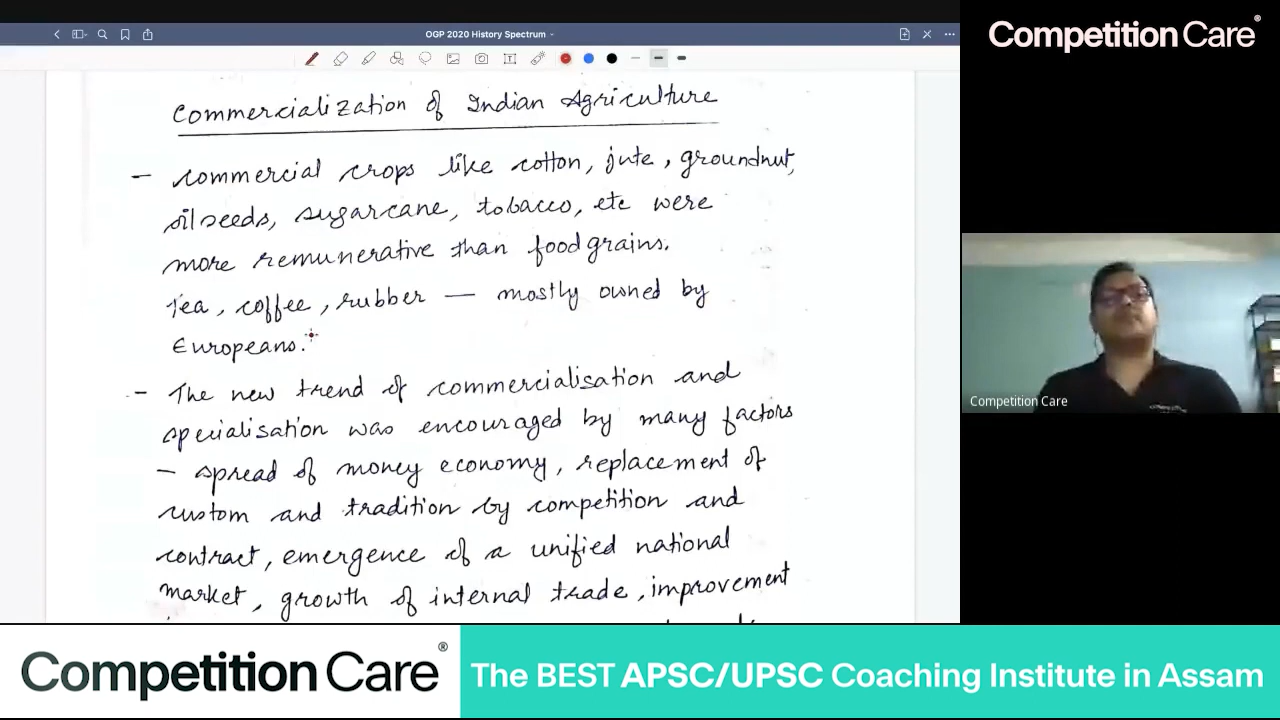 OGP 2020 History Spectrum
Competition Care®
Commercialization of Indian Agriculture
— commercial crops like cotton, jute, groundnut,
oilseeds, sugarcane, tobacco, etc were
more remunerative than foodgrains.
Tea, coffee, rubber — mostly owned by
Europeans.
- The new trend of commercialisation and
specialisation was encouraged by many factors
— spread of money economy, replacement of
custom and tradition by competition and
contract, emergence of a unified national
market, growth of internal trade, improvement
Competition Care
Competition Care®
The BEST APSC/UPSC Coaching Institute in Assam